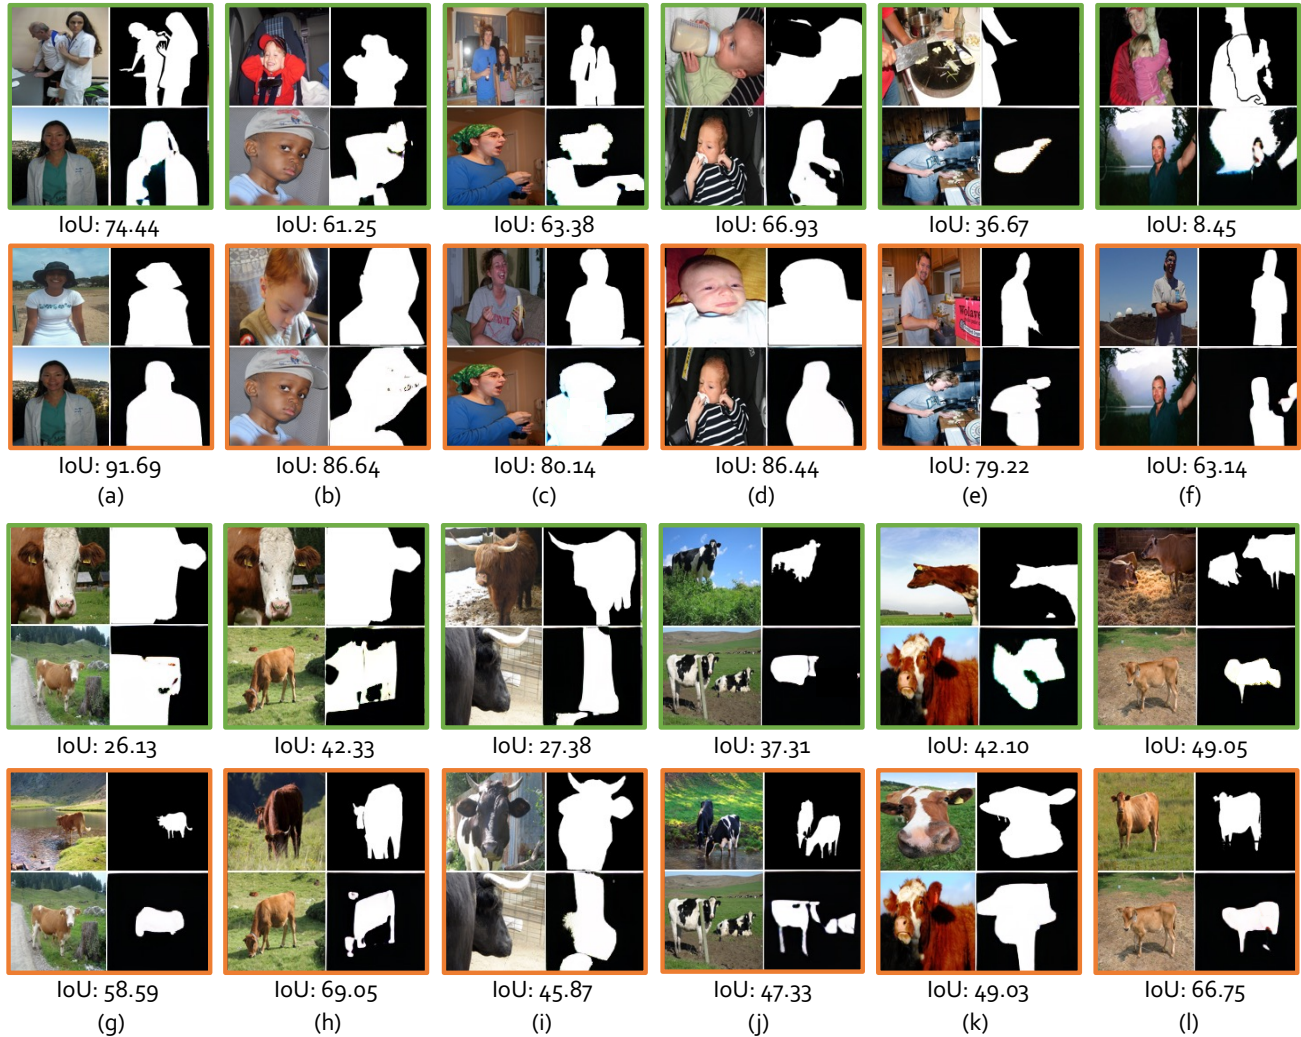 IoU: 74.44 IoU: 61.25 IoU: 63.38 IoU: 66.93 IoU: 36.67 IoU: 8.45
Wolave
IoU: 91.69 IoU: 86.64 IoU: 80.14 IoU: 86.44 IoU: 79.22 IoU: 63.14
(a) (b) (c) (d) (e) (f)
IoU: 26.13 IoU: 42.33 IoU: 27.38 IoU: 37.31 IoU: 42.10 IoU: 49.05
IoU: 58.59 IoU: 69.05 IoU: 45.87 IoU: 47.33 IoU: 49.03 IoU: 66.75
(g) (h) (i) (j) (k) (l)